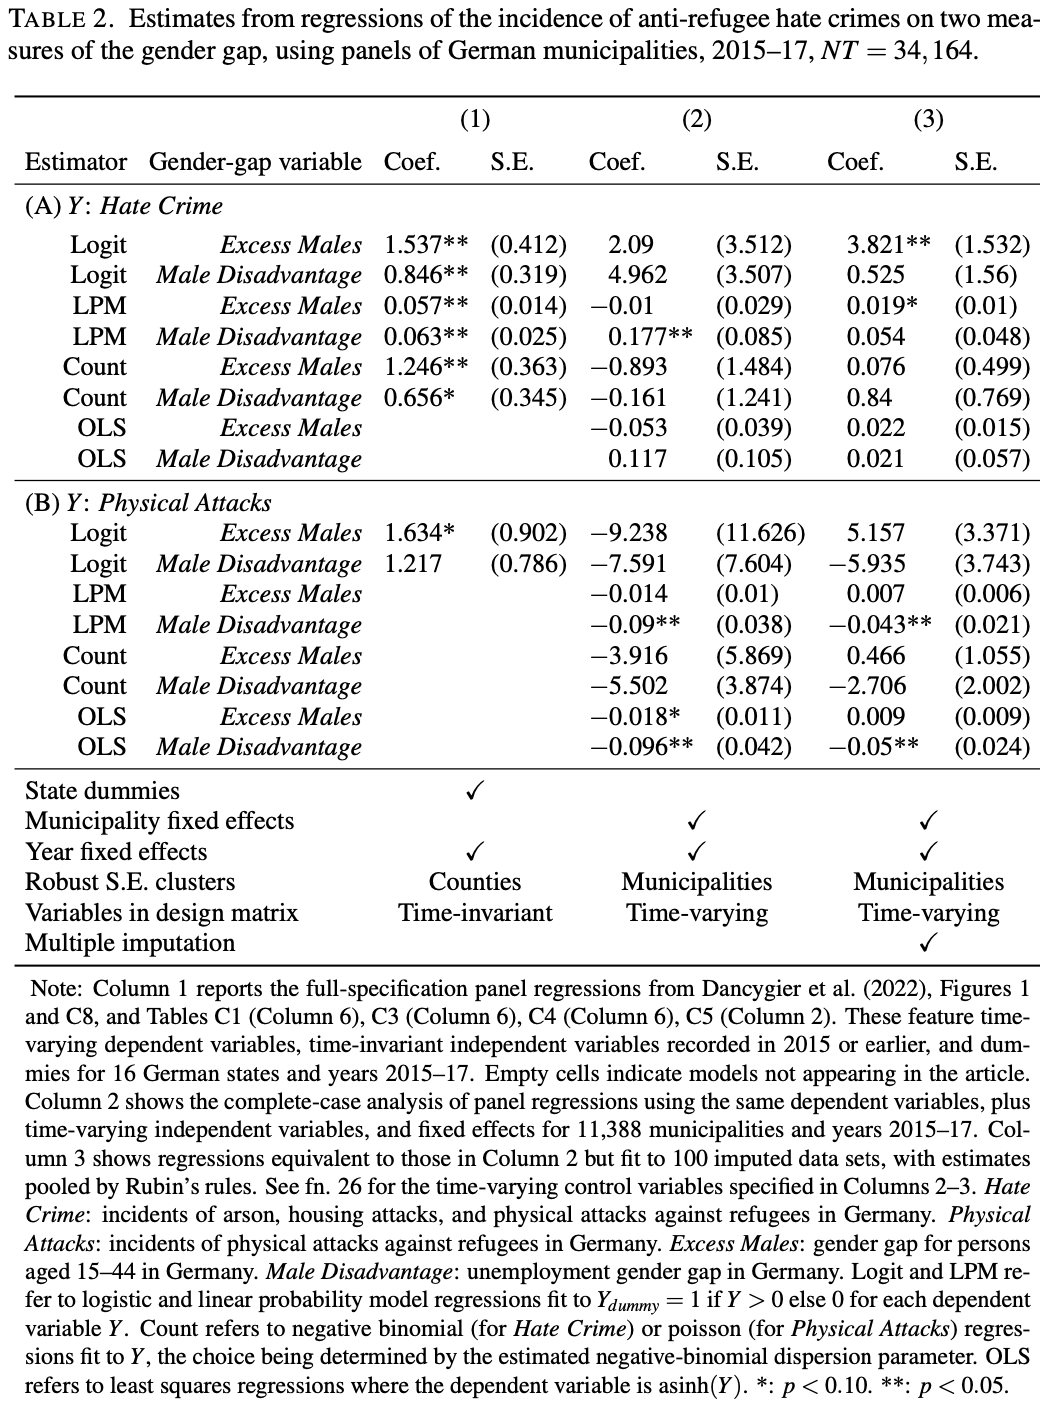 TABLE 2. Estimates from regressions of the incidence of anti-refugee hate crimes on two mea-
sures of the gender gap, using panels of German municipalities, 2015–17, NT = 34, 164.
(1) (2) (3)
Estimator Gender-gap variable Coef. S.E. Coef. S.E. Coef. S.E.
(A) Y: Hate Crime
Logit Excess Males 1.537** (0.412) 2.09 (3.512) 3.821** (1.532)
Logit Male Disadvantage 0.846** (0.319) 4.962 (3.507) 0.525 (1.56)
LPM Excess Males 0.057** (0.014) −0.01 (0.029) 0.019* (0.01)
LPM Male Disadvantage 0.063** (0.025) 0.177** (0.085) 0.054 (0.048)
Count Excess Males 1.246** (0.363) −0.893 (1.484) 0.076 (0.499)
Count Male Disadvantage 0.656* (0.345) −0.161 (1.241) 0.84 (0.769)
OLS Excess Males −0.053 (0.039) 0.022 (0.015)
OLS Male Disadvantage 0.117 (0.105) 0.021 (0.057)
(B) Y: Physical Attacks
Logit Excess Males 1.634* (0.902) −9.238 (11.626) 5.157 (3.371)
Logit Male Disadvantage 1.217 (0.786) −7.591 (7.604) −5.935 (3.743)
LPM Excess Males −0.014 (0.01) 0.007 (0.006)
LPM Male Disadvantage −0.09** (0.038) −0.043** (0.021)
Count Excess Males −3.916 (5.869) 0.466 (1.055)
Count Male Disadvantage −5.502 (3.874) −2.706 (2.002)
OLS Excess Males −0.018* (0.011) 0.009 (0.009)
OLS Male Disadvantage −0.096** (0.042) −0.05** (0.024)
State dummies ✓
Municipality fixed effects ✓ ✓
Year fixed effects ✓ ✓ ✓
Robust S.E. clusters Counties Municipalities Municipalities
Variables in design matrix Time-invariant Time-varying Time-varying
Multiple imputation ✓
Note: Column 1 reports the full-specification panel regressions from Dancygier et al. (2022), Figures 1
and C8, and Tables C1 (Column 6), C3 (Column 6), C4 (Column 6), C5 (Column 2). These feature time-
varying dependent variables, time-invariant independent variables recorded in 2015 or earlier, and dum-
mies for 16 German states and years 2015–17. Empty cells indicate models not appearing in the article.
Column 2 shows the complete-case analysis of panel regressions using the same dependent variables, plus
time-varying independent variables, and fixed effects for 11,388 municipalities and years 2015–17. Col-
umn 3 shows regressions equivalent to those in Column 2 but fit to 100 imputed data sets, with estimates
pooled by Rubin's rules. See fn. 26 for the time-varying control variables specified in Columns 2–3. Hate
Crime: incidents of arson, housing attacks, and physical attacks against refugees in Germany. Physical
Attacks: incidents of physical attacks against refugees in Germany. Excess Males: gender gap for persons
aged 15–44 in Germany. Male Disadvantage: unemployment gender gap in Germany. Logit and LPM re-
fer to logistic and linear probability model regressions fit to Ydummy = 1 if Y > 0 else 0 for each dependent
variable Y. Count refers to negative binomial (for Hate Crime) or poisson (for Physical Attacks) regres-
sions fit to Y, the choice being determined by the estimated negative-binomial dispersion parameter. OLS
refers to least squares regressions where the dependent variable is asinh(Y). *: p < 0.10. **: p < 0.05.